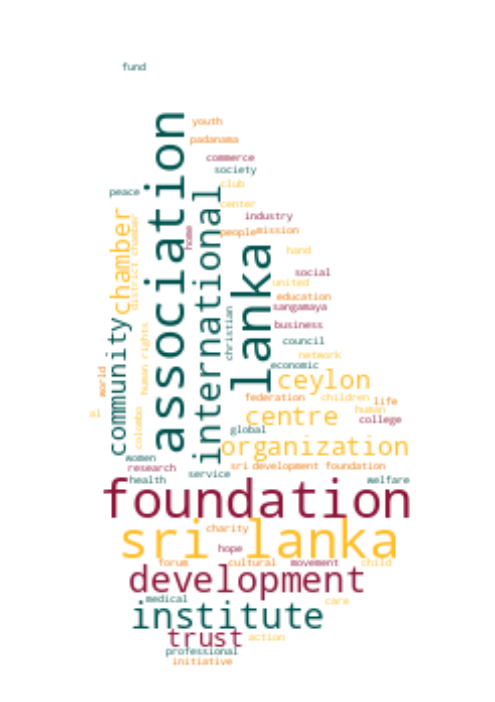 fund
youth
padanama
association
commerce
society
club
peace
international
center
chamber
district chamber
industry
home
people
mission
lanka
hand
social
united
education
sangamaya
christian
business
community
human rights
council
network
economic
world
ceylon
federation
children
life
al
colombo
centre
human
college
global
organization
women
research
sri development foundation
service
health
welfare
foundation
sri lanka
charity
hope
forum
cultural
movement
child
development
medical
care
institute
trust
action
professional
initiative